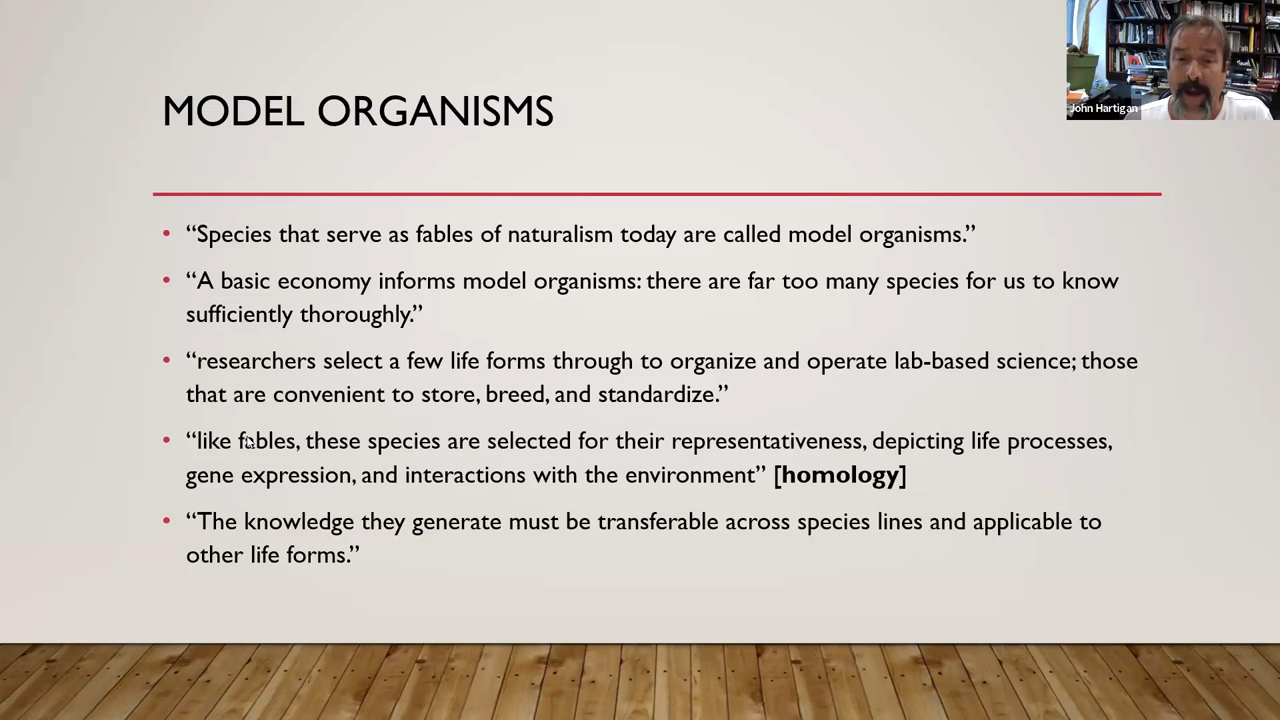 John Hartigan
MODEL ORGANISMS
• “Species that serve as fables of naturalism today are called model organisms.”
• “A basic economy informs model organisms: there are far too many species for us to know
sufficiently thoroughly.”
• “researchers select a few life forms through to organize and operate lab-based science; those
that are convenient to store, breed, and standardize.”
• “like fables, these species are selected for their representativeness, depicting life processes,
gene expression, and interactions with the environment” [homology]
• “The knowledge they generate must be transferable across species lines and applicable to
other life forms.”